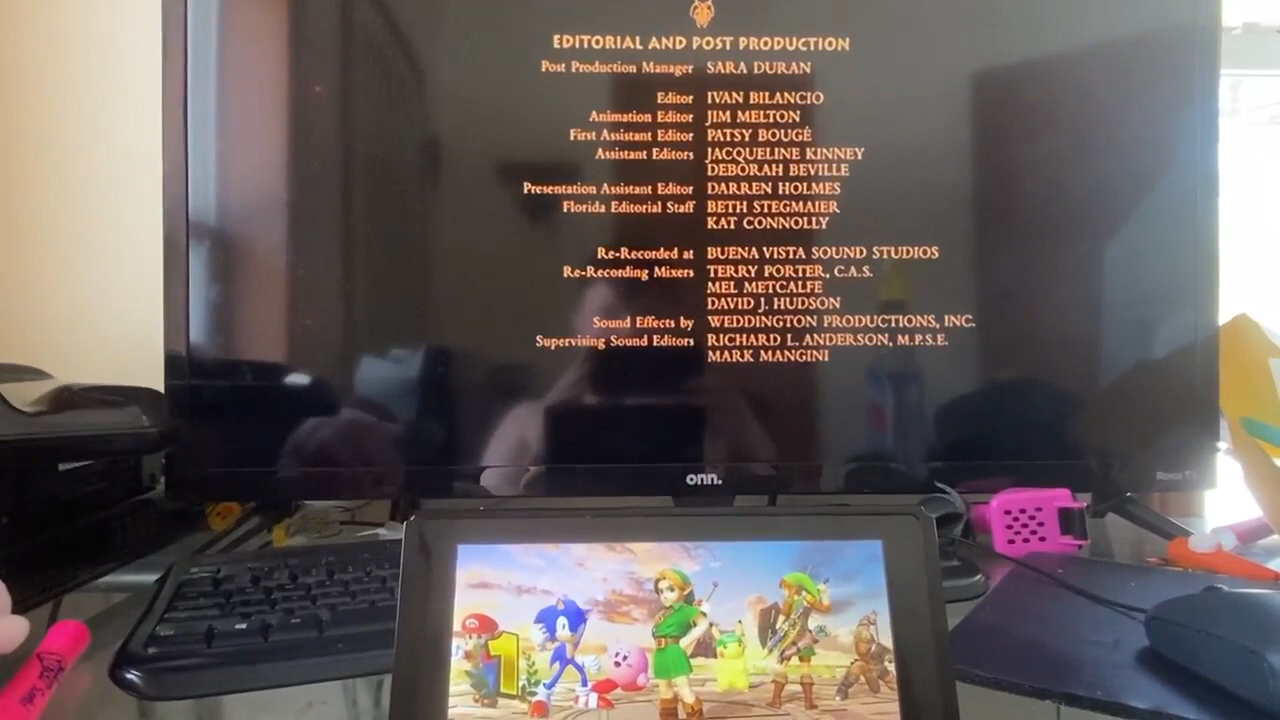 EDITORIAL AND POST PRODUCTION
Post Production Manager SARA DURAN
Editor IVAN BILANCIO
Animation Editor JIM MELTON
First Assistant Editor PATSY BOUGÉ
Assistant Editors JACQUELINE KINNEY
DEBORAH BEVILLE
Presentation Assistant Editor DARREN HOLMES
Florida Editorial Staff BETH STEGMAIER
KAT CONNOLLY
Re-Recorded at BUENA VISTA SOUND STUDIOS
Re-Recording Mixers TERRY PORTER, C.A.S.
MEL METCALFE
DAVID J. HUDSON
Sound Effects by WEDDINGTON PRODUCTIONS, INC.
Supervising Sound Editors RICHARD L. ANDERSON, M.P.S.E.
MARK MANGINI
onn.
Roku TV
1